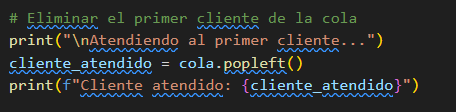 # Eliminar el primer cliente de la cola
print("\nAtendiendo al primer cliente...")
cliente_atendido = cola.popleft()
print(f"Cliente atendido: {cliente_atendido}")